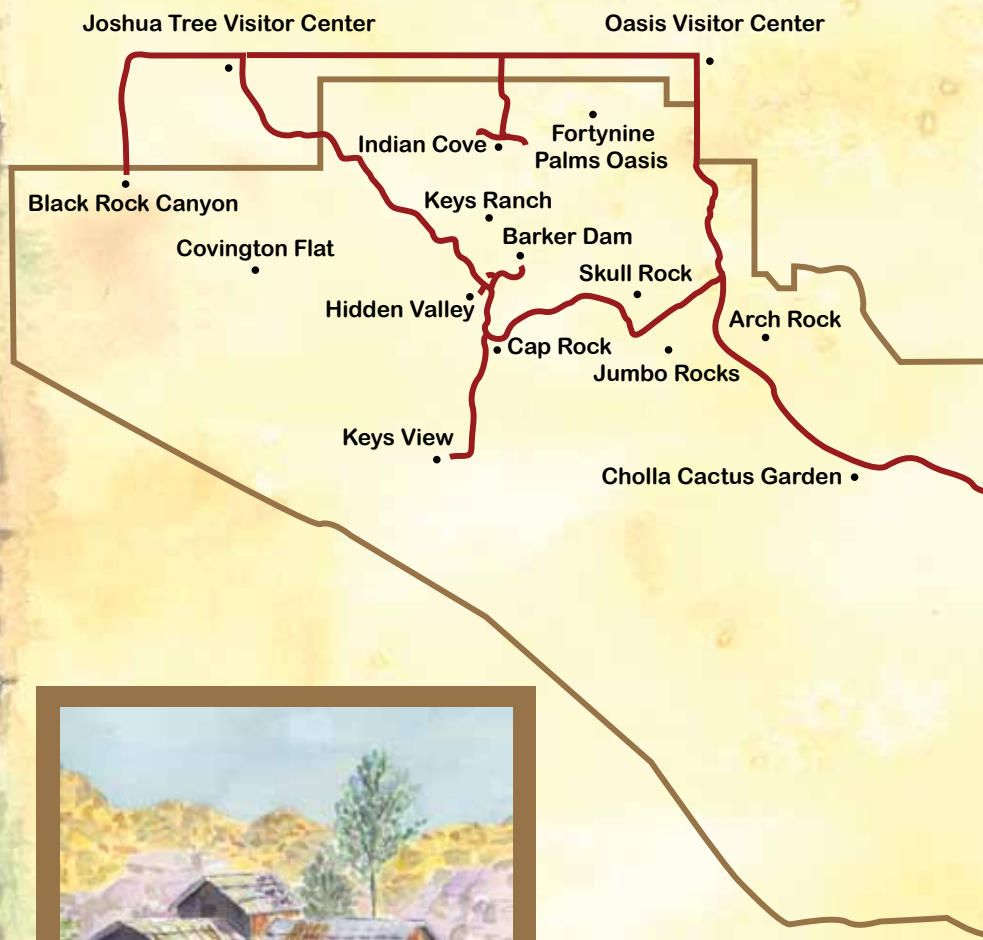 Joshua Tree Visitor Center
Oasis Visitor Center
Indian Cove
Fortynine
Palms Oasis
Black Rock Canyon
Keys Ranch
Covington Flat
Barker Dam
Skull Rock
Hidden Valley
Arch Rock
Cap Rock
Jumbo Rocks
Keys View
Cholla Cactus Garden